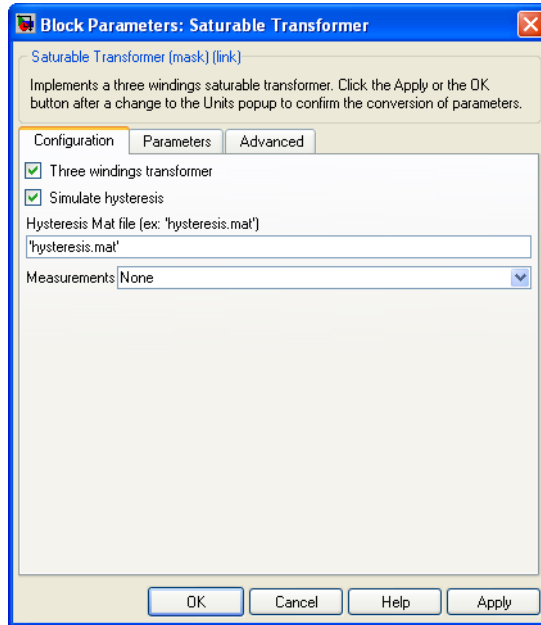 Block Parameters: Saturable Transformer
Saturable Transformer (mask) (link)
Implements a three windings saturable transformer. Click the Apply or the OK
button after a change to the Units popup to confirm the conversion of parameters.
Configuration Parameters Advanced
Three windings transformer
Simulate hysteresis
Hysteresis Mat file (ex: 'hysteresis.mat')
'hysteresis.mat'
Measurements None
OK Cancel Help Apply